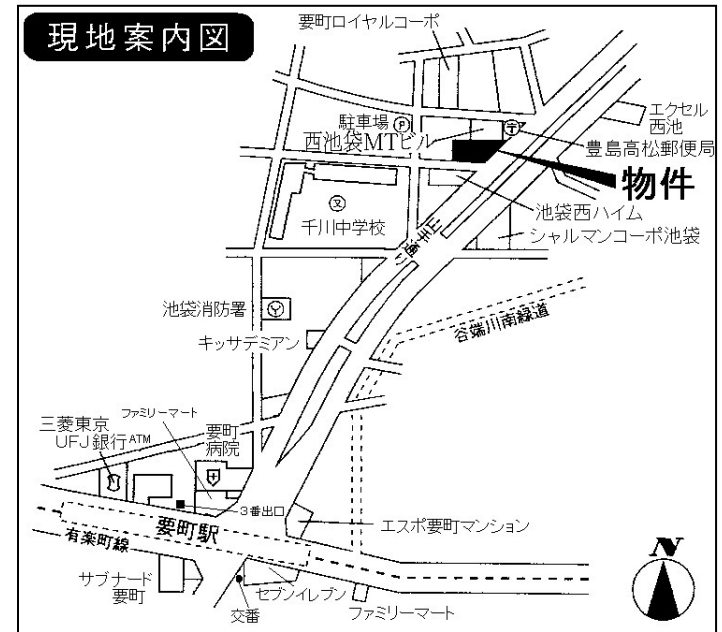 現地案内図
要町ロイヤルコーポ
エクセル
西池
駐車場
P
西池袋MTビル
豊島高松郵便局
物件
池袋西ハイム
千川中学校
シャルマンコーポ池袋
山手通り
池袋消防署
谷端川南緑道
キッサデミアン
ファミリーマート
三菱東京
UFJ銀行ATM
要町
病院
3番出口
要町駅
有楽町線
エスポ要町マンション
サブナード
要町
交番
セブンイレブン
ファミリーマート
N